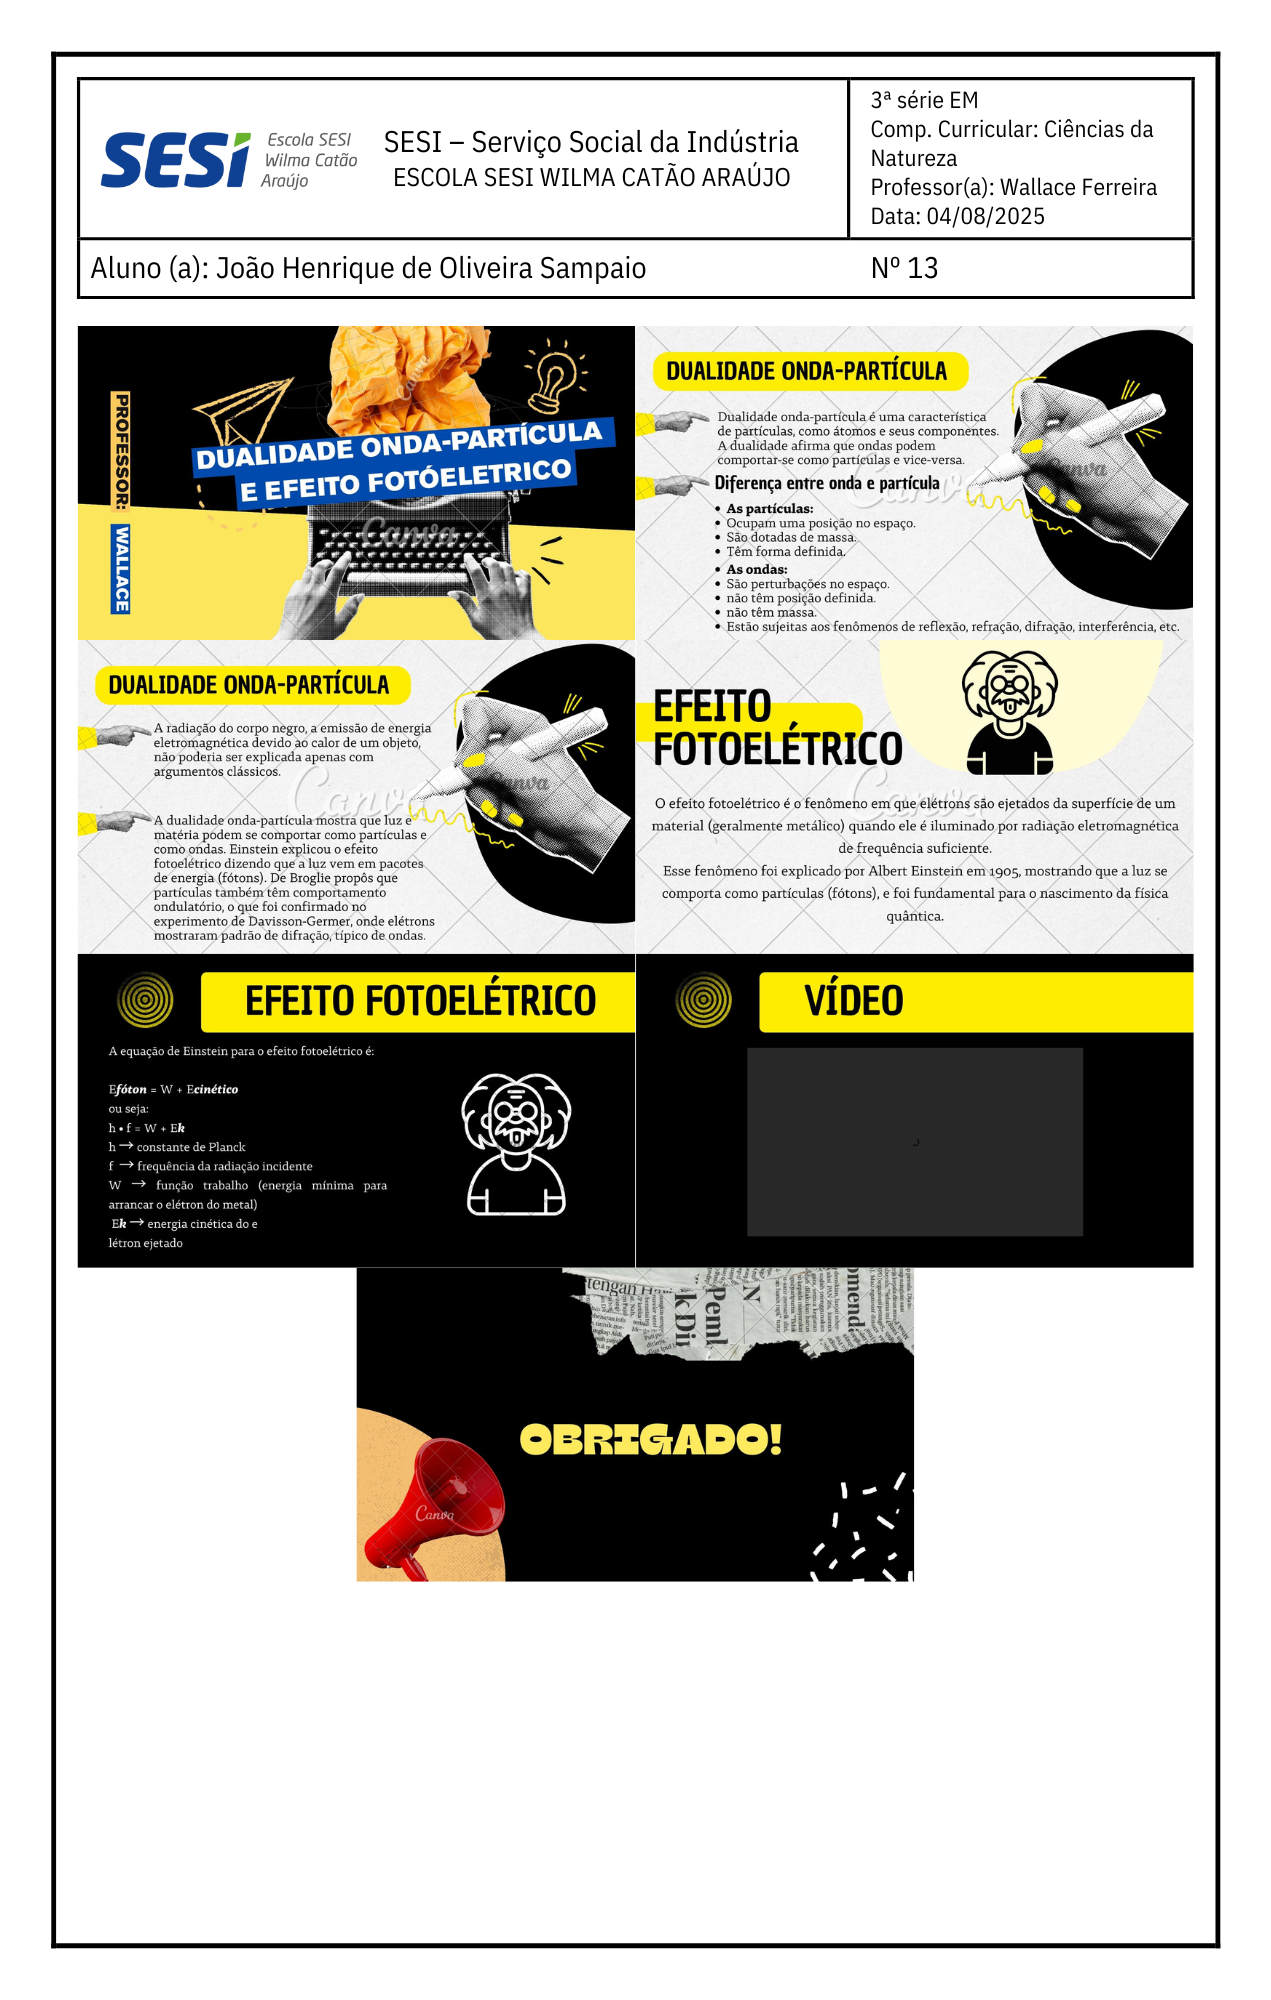 SESI
Escola SESI
Wilma Catão
Araújo
SESI – Serviço Social da Indústria
ESCOLA SESI WILMA CATÃO ARAÚJO
3ª série EM
Comp. Curricular: Ciências da
Natureza
Professor(a): Wallace Ferreira
Data: 04/08/2025
Aluno (a): João Henrique de Oliveira Sampaio
Nº 13
PROFESSOR:
WALLACE
DUALIDADE ONDA-PARTÍCULA
E EFEITO FOTÓELETRICO
Canva
DUALIDADE ONDA-PARTÍCULA
Dualidade onda-partícula é uma característica
de partículas, como átomos e seus componentes.
A dualidade afirma que ondas podem
comportar-se como partículas e vice-versa.
Diferença entre onda e partícula
• As partículas:
• Ocupam uma posição no espaço.
• São dotadas de massa.
• Têm forma definida.
• As ondas:
• São perturbações no espaço.
• não têm posição definida.
• não têm massa.
• Estão sujeitas aos fenômenos de reflexão, refração, difração, interferência, etc.
Canva
DUALIDADE ONDA-PARTÍCULA
A radiação do corpo negro, a emissão de energia
eletromagnética devido ao calor de um objeto,
não poderia ser explicada apenas com
argumentos clássicos.
A dualidade onda-partícula mostra que luz e
matéria podem se comportar como partículas e
como ondas. Einstein explicou o efeito
fotoelétrico dizendo que a luz vem em pacotes
de energia (fótons). De Broglie propôs que
partículas também têm comportamento
ondulatório, o que foi confirmado no
experimento de Davisson-Germer, onde elétrons
mostraram padrão de difração, típico de ondas.
Canva
EFEITO
FOTOELÉTRICO
O efeito fotoelétrico é o fenômeno em que elétrons são ejetados da superfície de um
material (geralmente metálico) quando ele é iluminado por radiação eletromagnética
de frequência suficiente.
Esse fenômeno foi explicado por Albert Einstein em 1905, mostrando que a luz se
comporta como partículas (fótons), e foi fundamental para o nascimento da física
quântica.
Canva
EFEITO FOTOELÉTRICO
A equação de Einstein para o efeito fotoelétrico é:
Efóton = W + Ecinético
ou seja:
h • f = W + Ek
h → constante de Planck
f → frequência da radiação incidente
W → função trabalho (energia mínima para
arrancar o elétron do metal)
Ek → energia cinética do e
létron ejetado
VÍDEO
tengan
Peml
k Dir
N
omend
OBRIGADO!
Canva